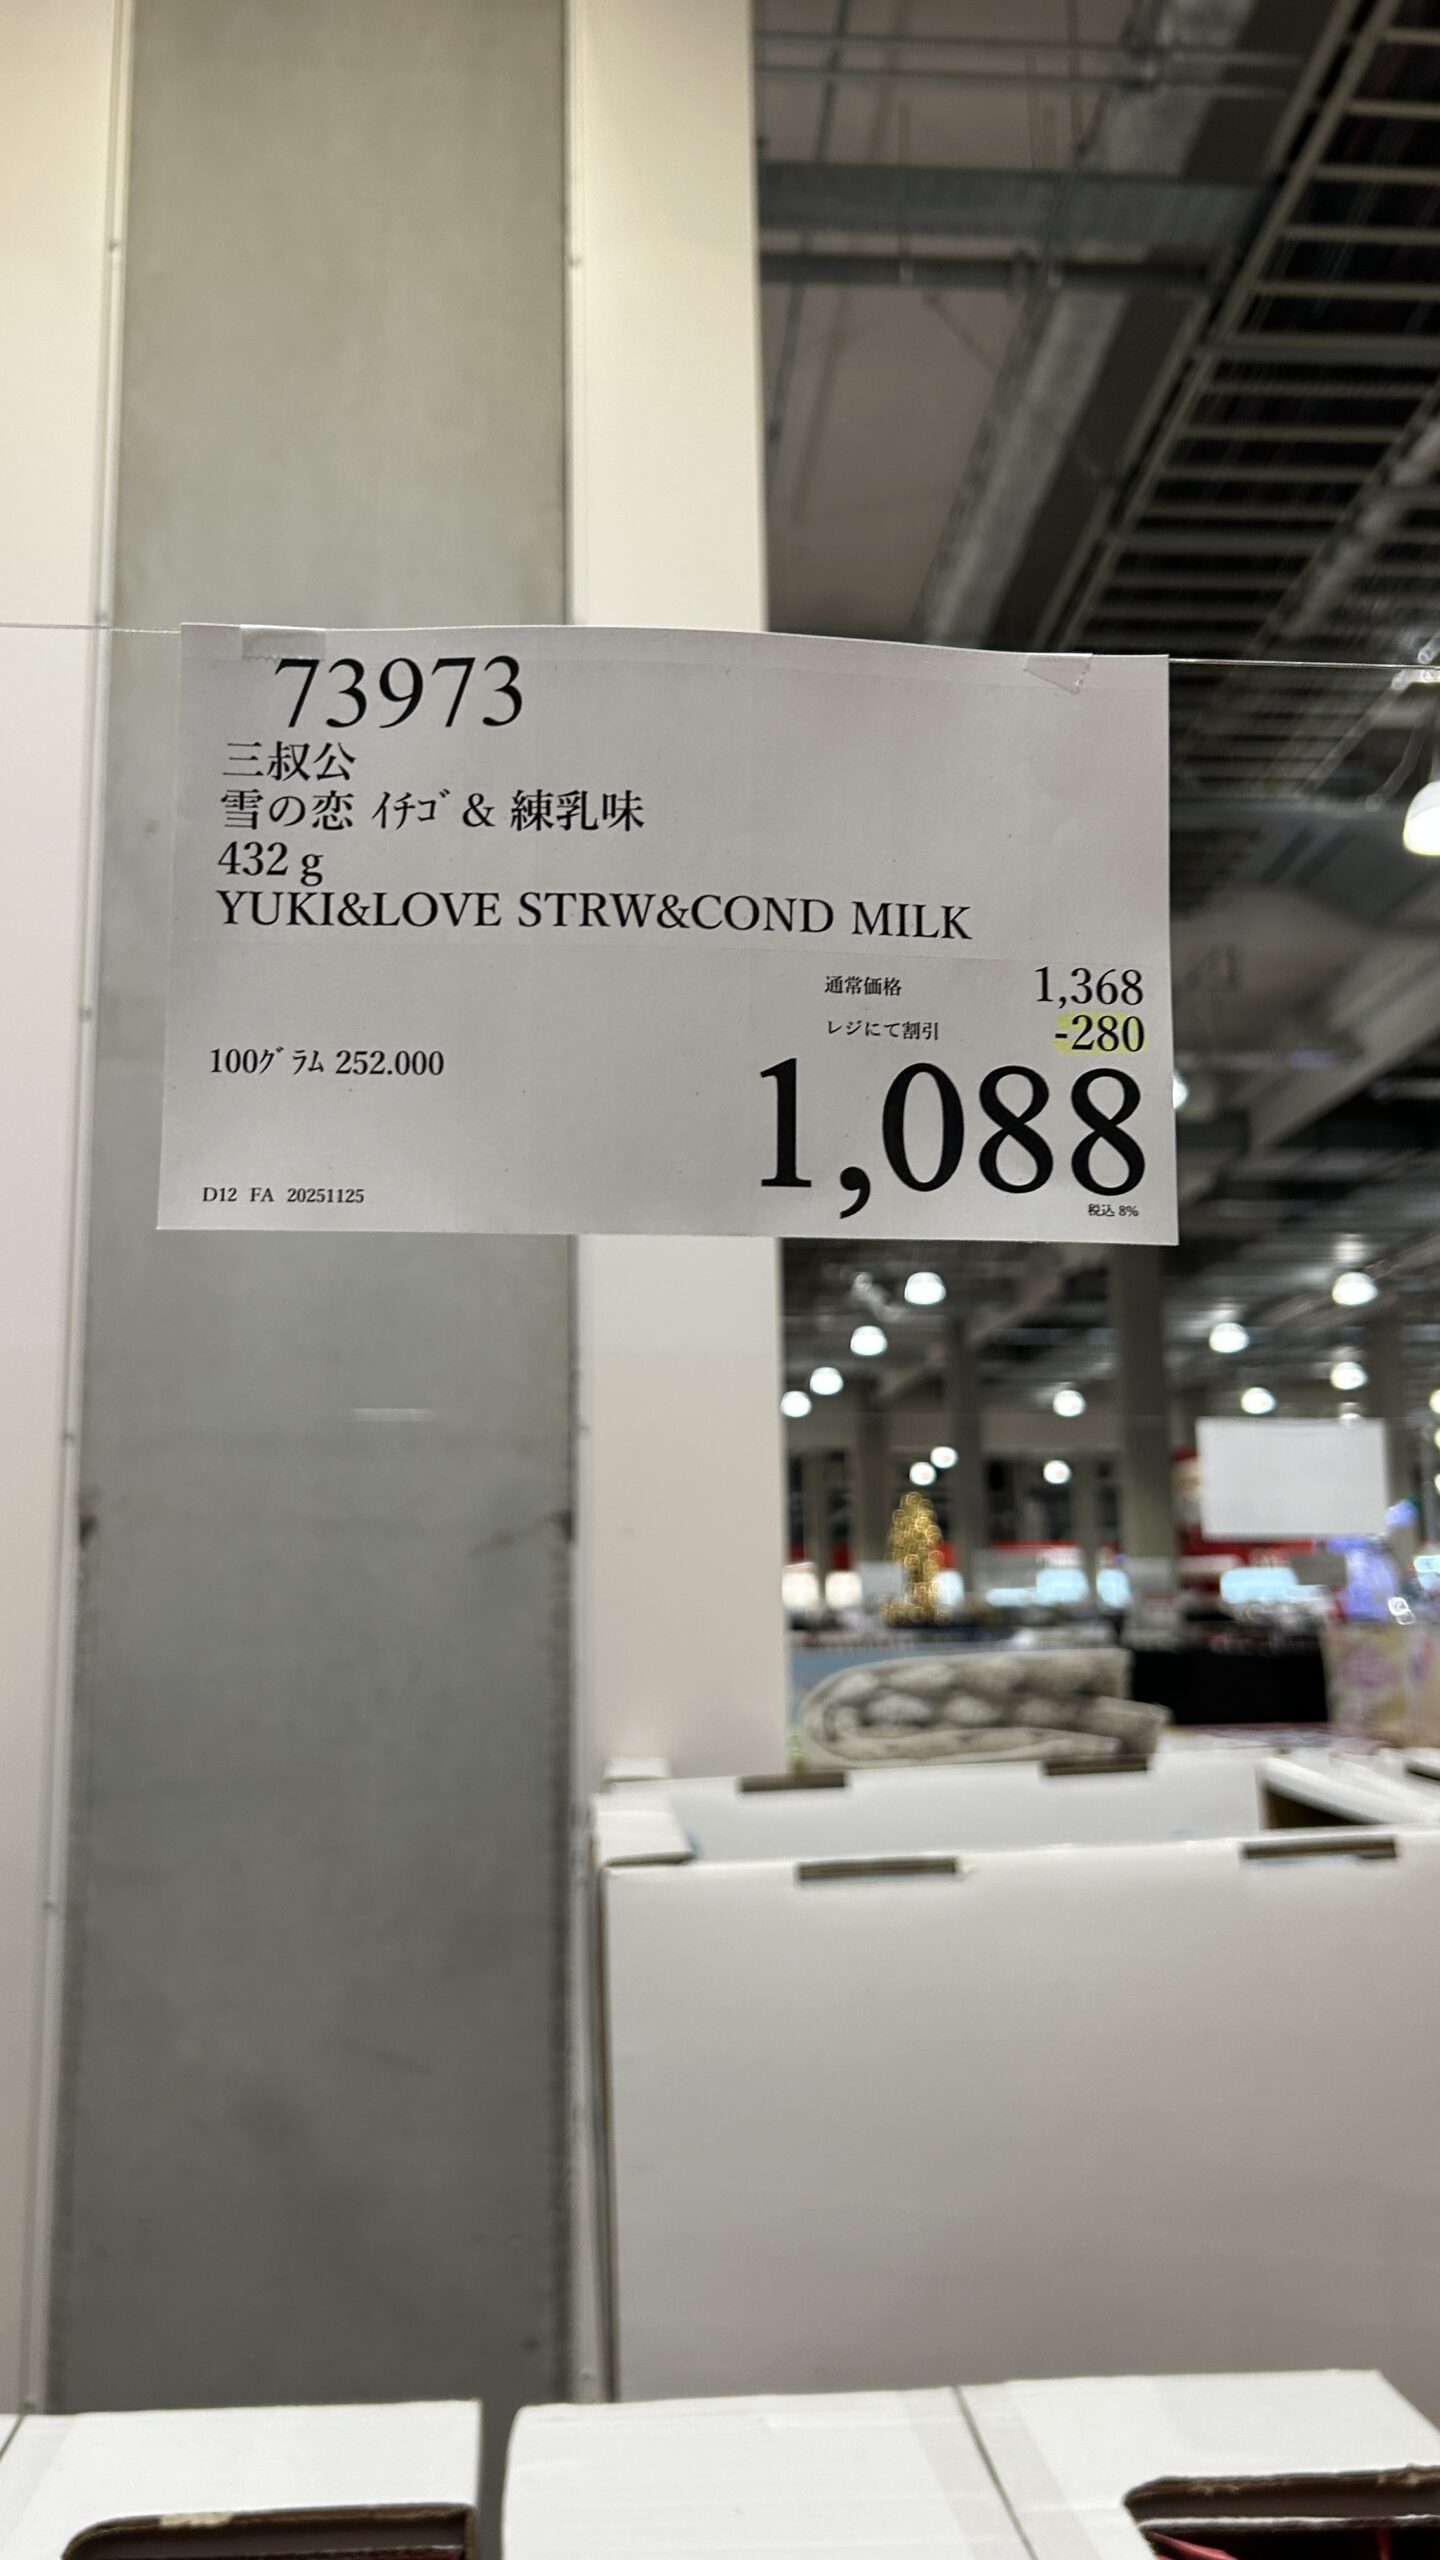 73973
三叔公
雪の恋 ｲﾁｺﾞ & 練乳味
432 g
YUKI&LOVE STRW&COND MILK
通常価格 1,368
レジにて割引 -280
100ｸﾞﾗﾑ 252.000
1,088
税込 8%
D12 FA 20251125